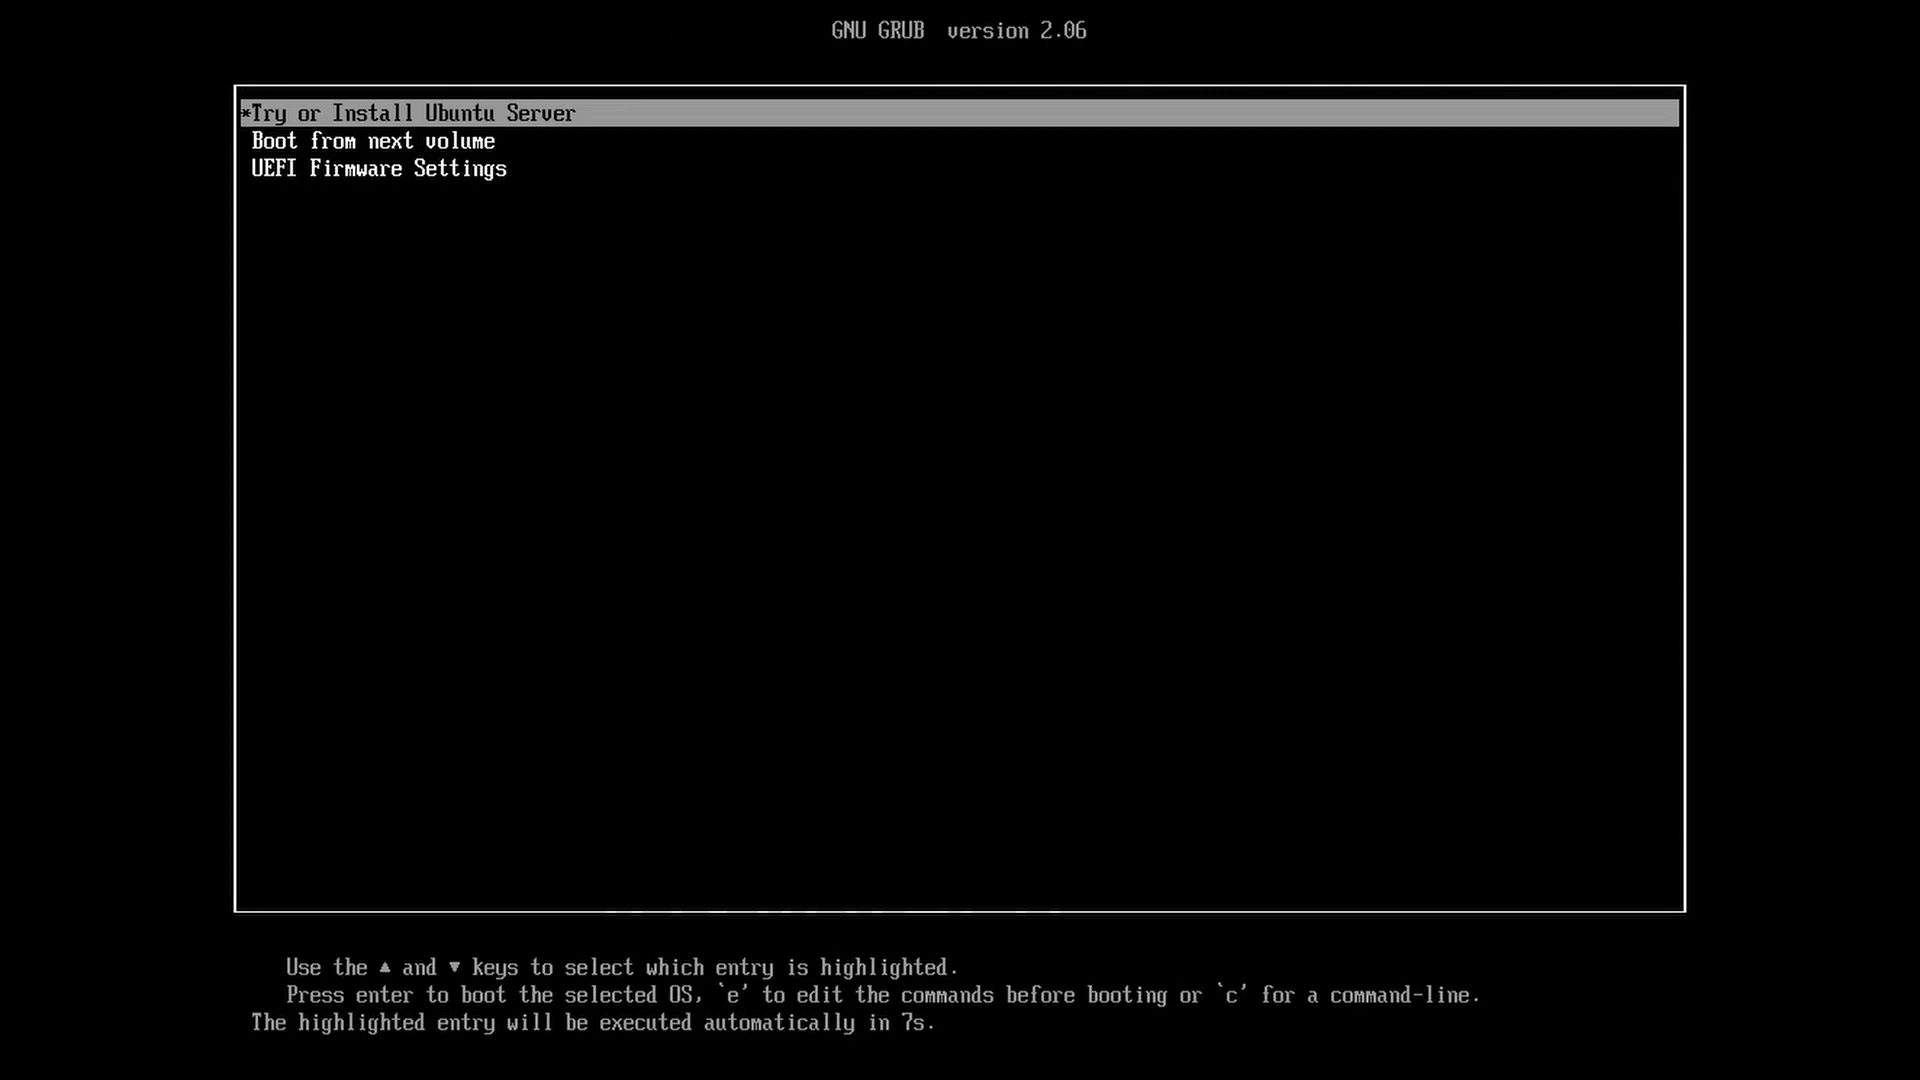 GNU GRUB  version 2.06
*Try or Install Ubuntu Server
Boot from next volume
UEFI Firmware Settings
Use the ▲ and ▼ keys to select which entry is highlighted.
Press enter to boot the selected OS, `e' to edit the commands before booting or `c' for a command-line.
The highlighted entry will be executed automatically in 7s.